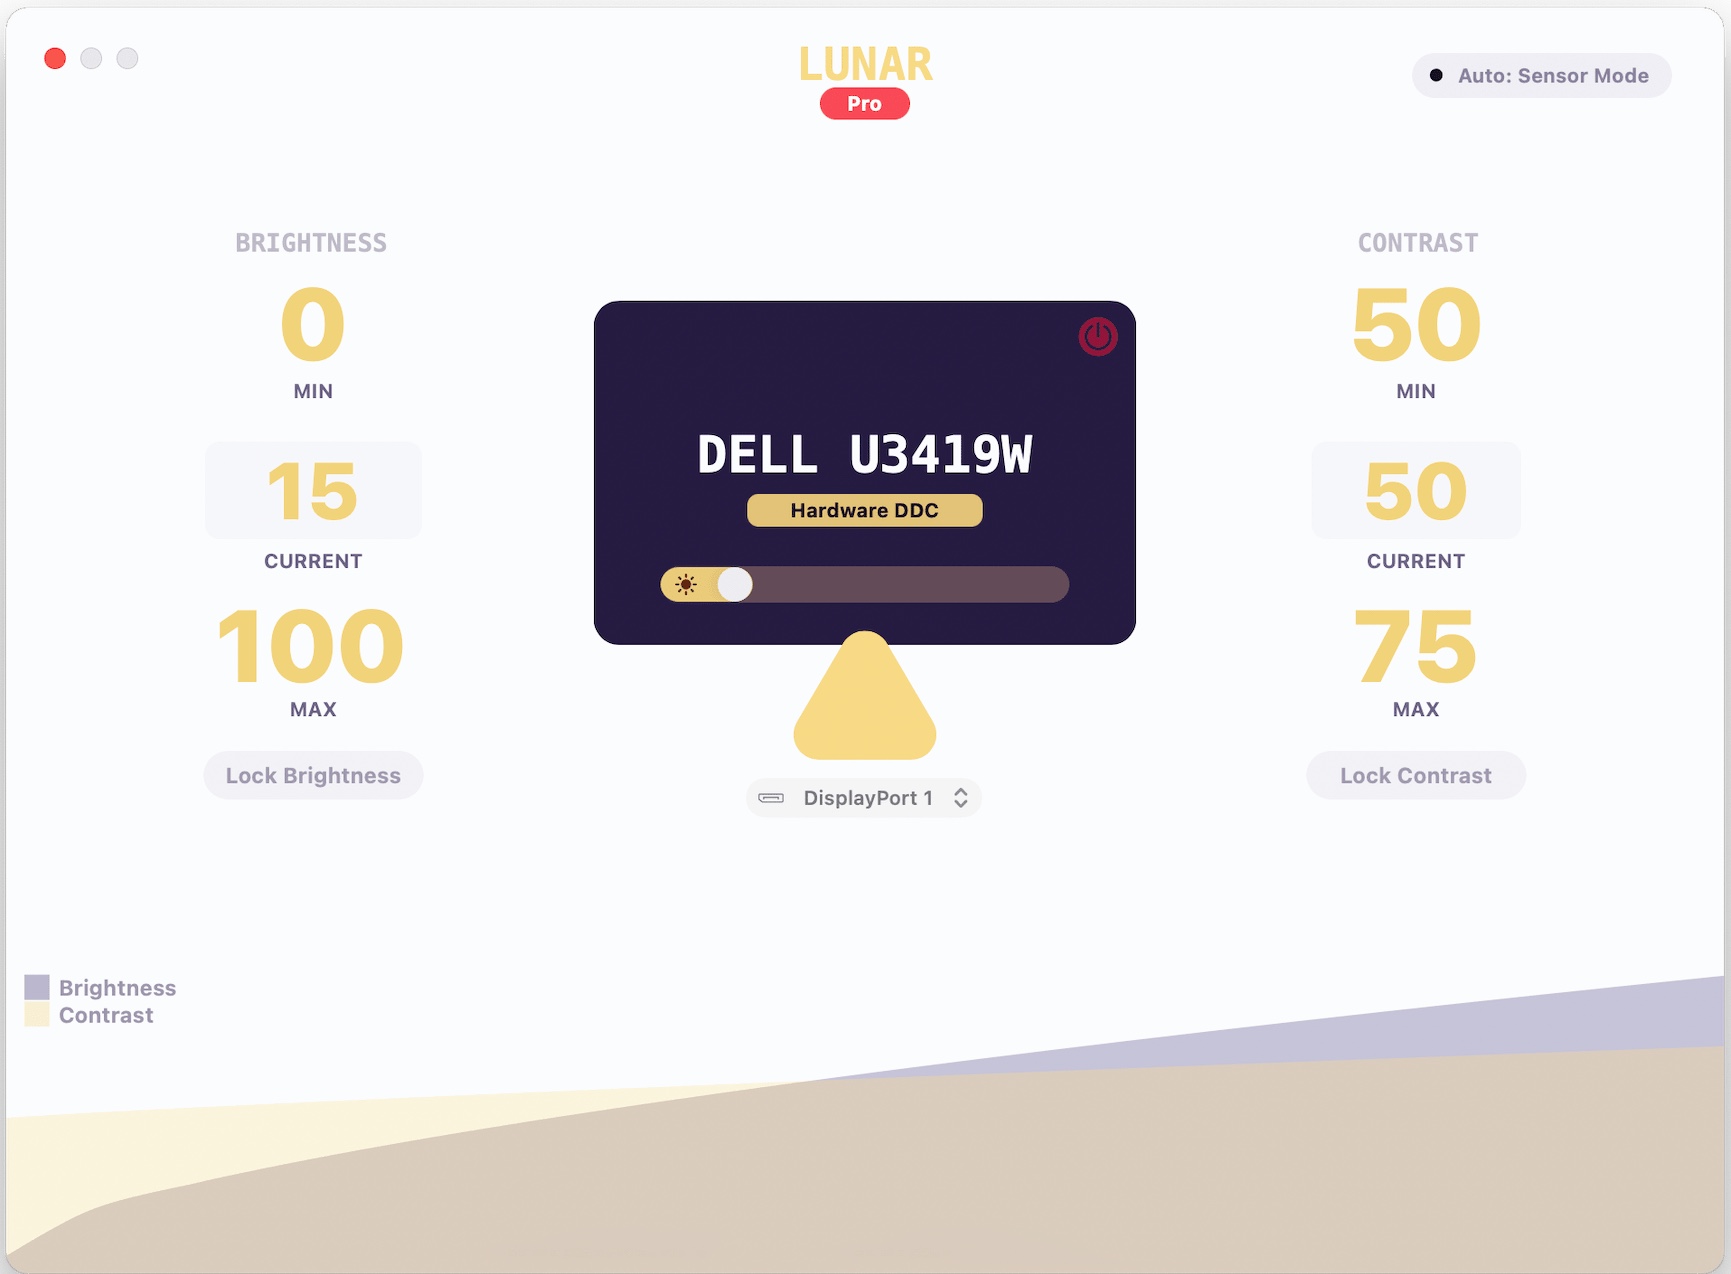 LUNAR
Pro
Auto: Sensor Mode
BRIGHTNESS
0
MIN
15
CURRENT
100
MAX
Lock Brightness
DELL U3419W
Hardware DDC
DisplayPort 1
CONTRAST
50
MIN
50
CURRENT
75
MAX
Lock Contrast
Brightness
Contrast